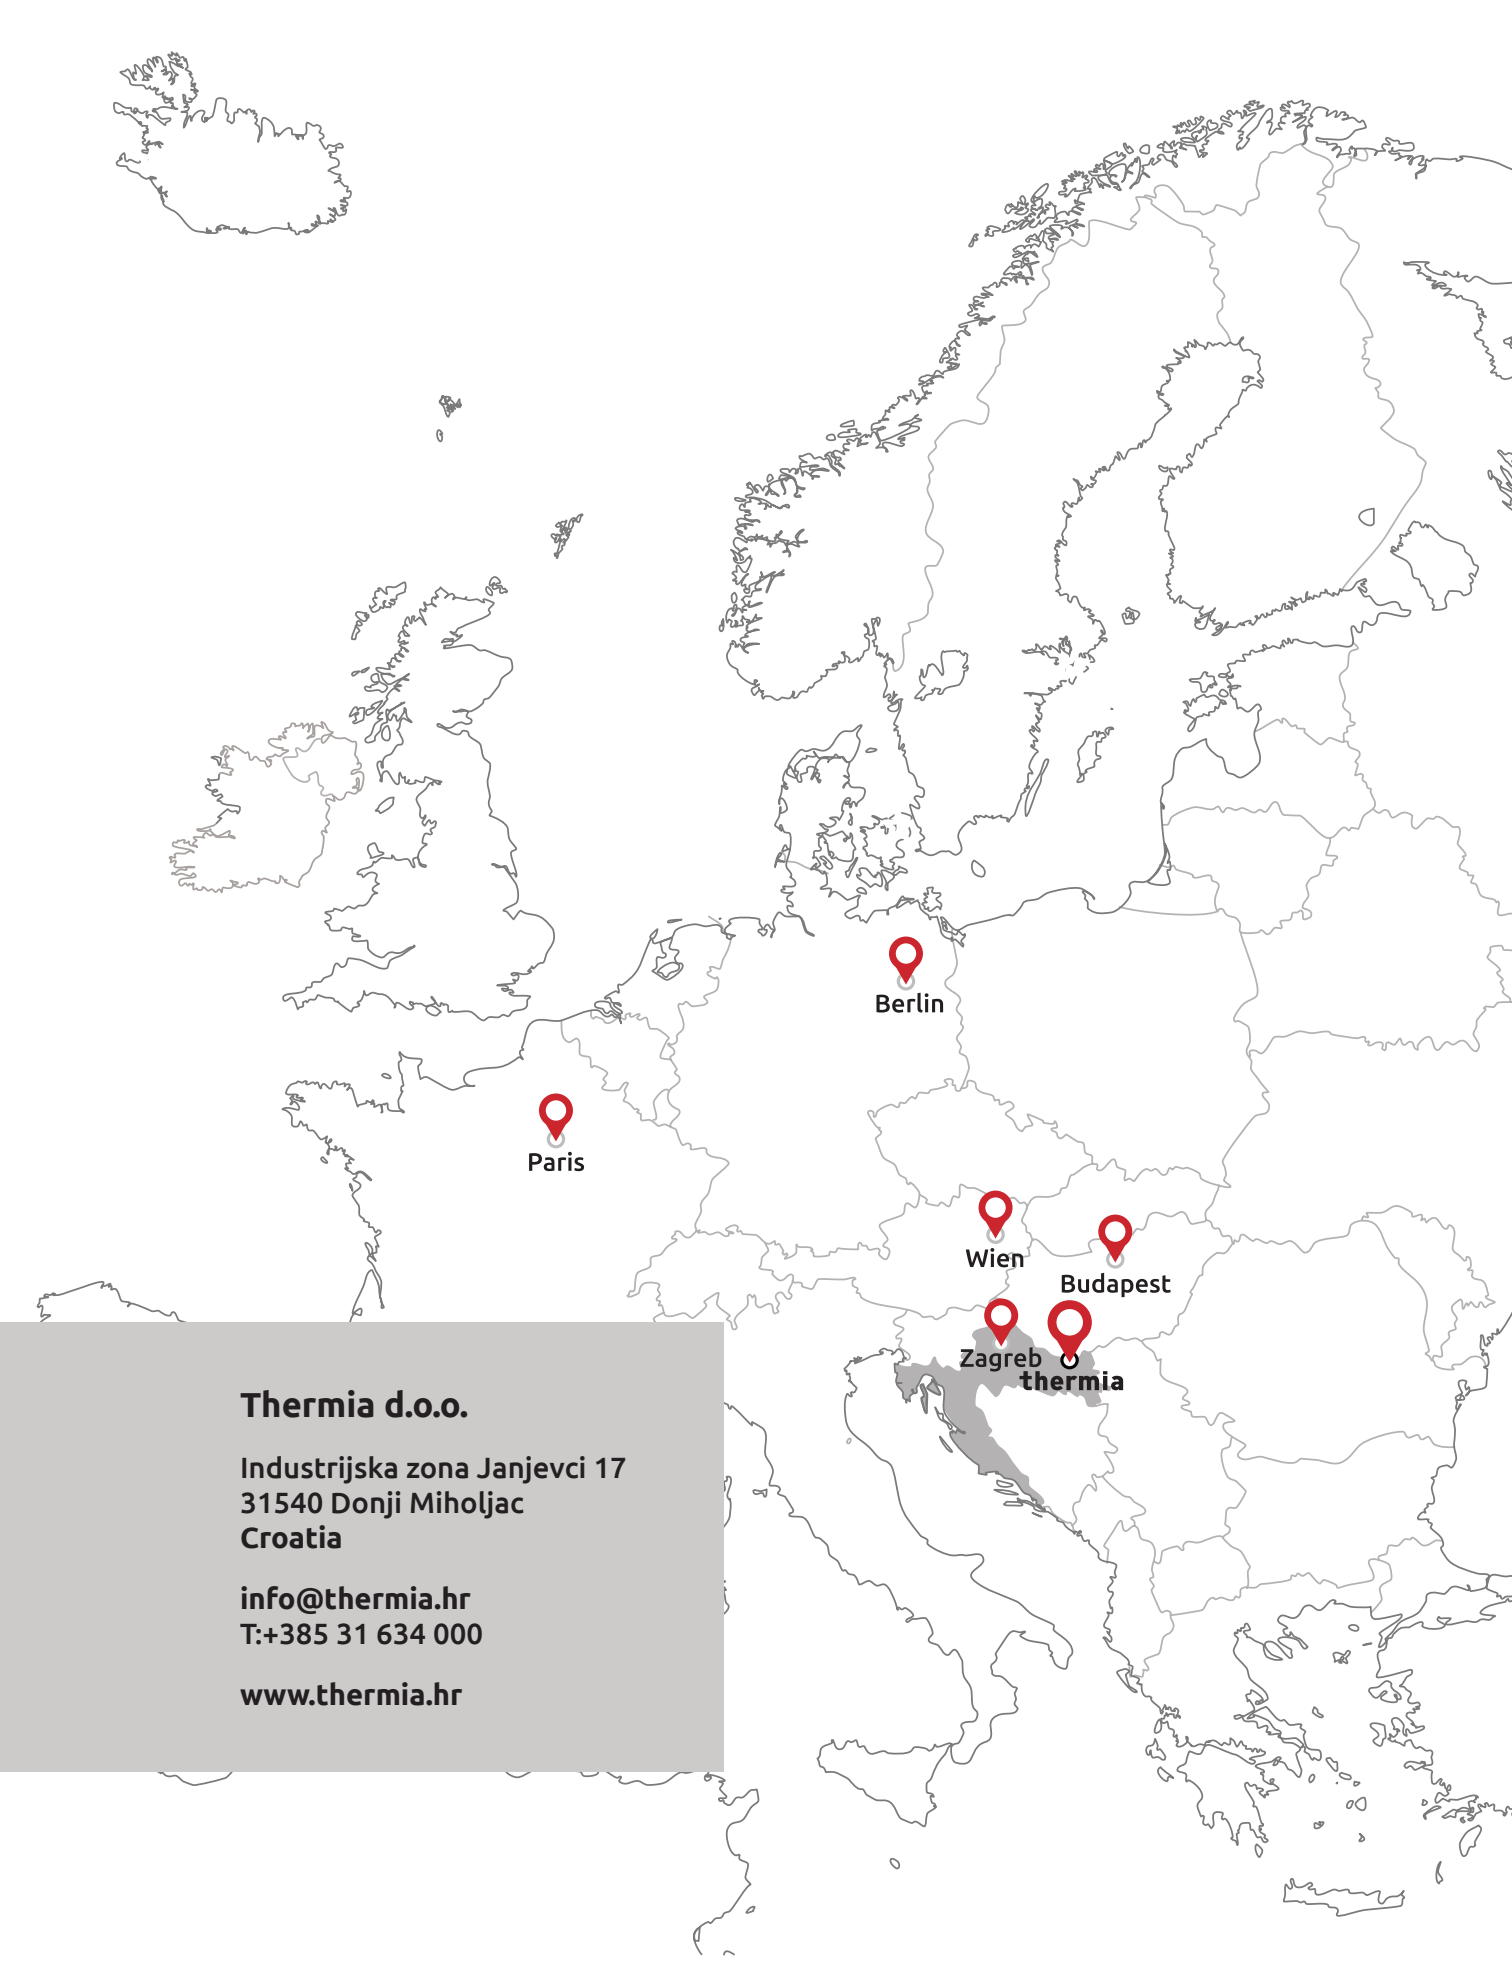 Berlin
Paris
Wien
Budapest
Zagreb
thermia
Thermia d.o.o.
Industrijska zona Janjevci 17
31540 Donji Miholjac
Croatia
info@thermia.hr
T:+385 31 634 000
www.thermia.hr